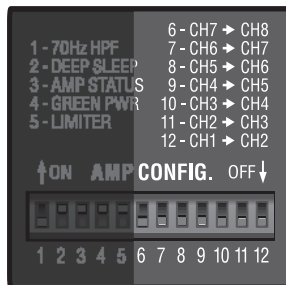 6 - CH7 ➔ CH8
1 - 70Hz HPF 7 - CH6 ➔ CH7
2 - DEEP SLEEP 8 - CH5 ➔ CH6
3 - AMP STATUS 9 - CH4 ➔ CH5
4 - GREEN PWR 10 - CH3 ➔ CH4
5 - LIMITER 11 - CH2 ➔ CH3
12 - CH1 ➔ CH2
↑ON AMP CONFIG. OFF↓
1 2 3 4 5 6 7 8 9 10 11 12